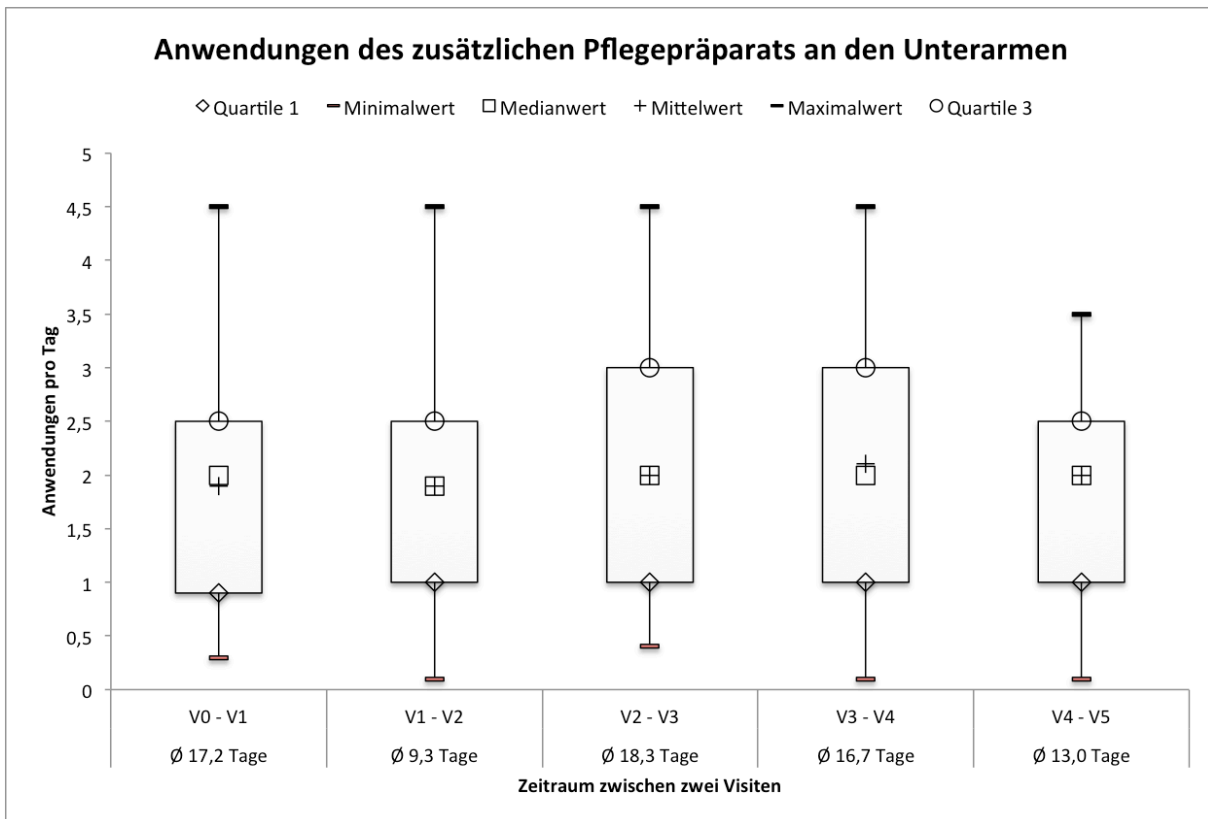 Anwendungen des zusätzlichen Pflegepräparats an den Unterarmen
Quartile 1 Minimalwert Medianwert Mittelwert Maximalwert Quartile 3
Anwendungen pro Tag
5
4,5
4
3,5
3
2,5
2
1,5
1
0,5
0
V0 - V1 V1 - V2 V2 - V3 V3 - V4 V4 - V5
Ø 17,2 Tage Ø 9,3 Tage Ø 18,3 Tage Ø 16,7 Tage Ø 13,0 Tage
Zeitraum zwischen zwei Visiten